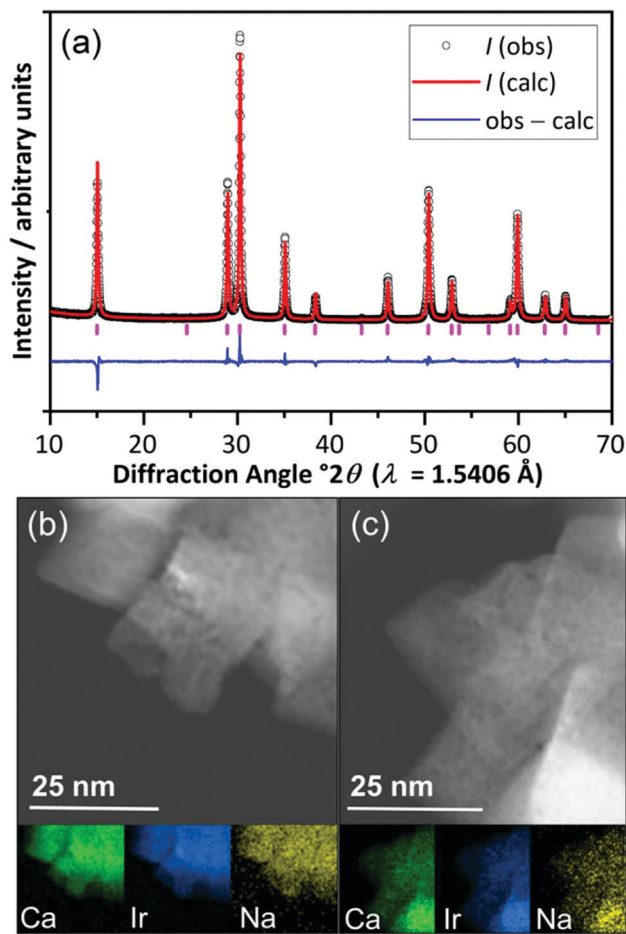 (a)
I (obs)
I (calc)
obs – calc
Intensity / arbitrary units
10 20 30 40 50 60 70
Diffraction Angle °2θ (λ = 1.5406 Å)
(b)
(c)
25 nm
25 nm
Ca Ir Na
Ca Ir Na